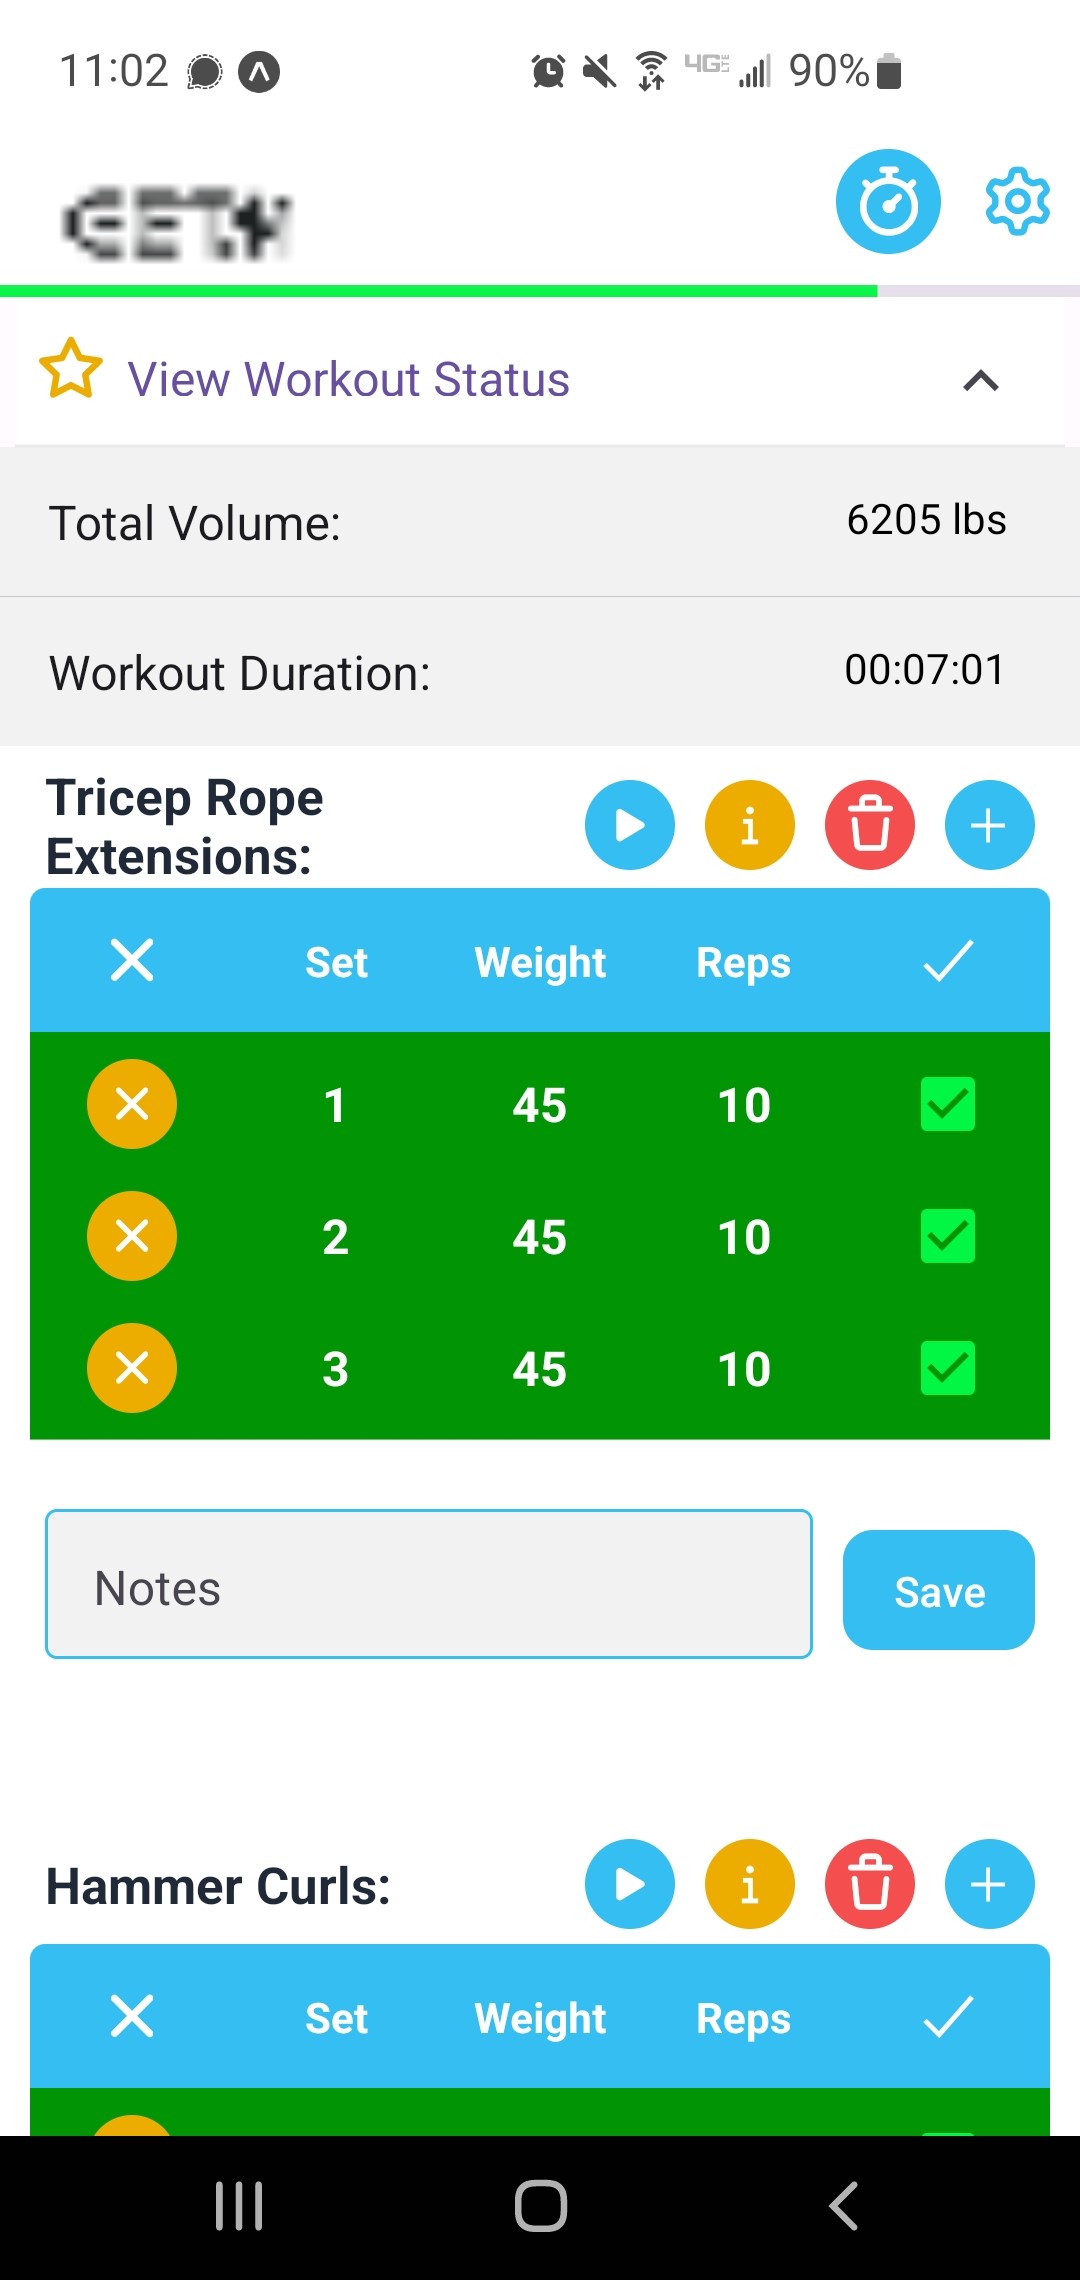 11:02 4G LTE 90%
View Workout Status
Total Volume: 6205 lbs
Workout Duration: 00:07:01
Tricep Rope
Extensions:
Set Weight Reps
1 45 10
2 45 10
3 45 10
Notes Save
Hammer Curls:
Set Weight Reps